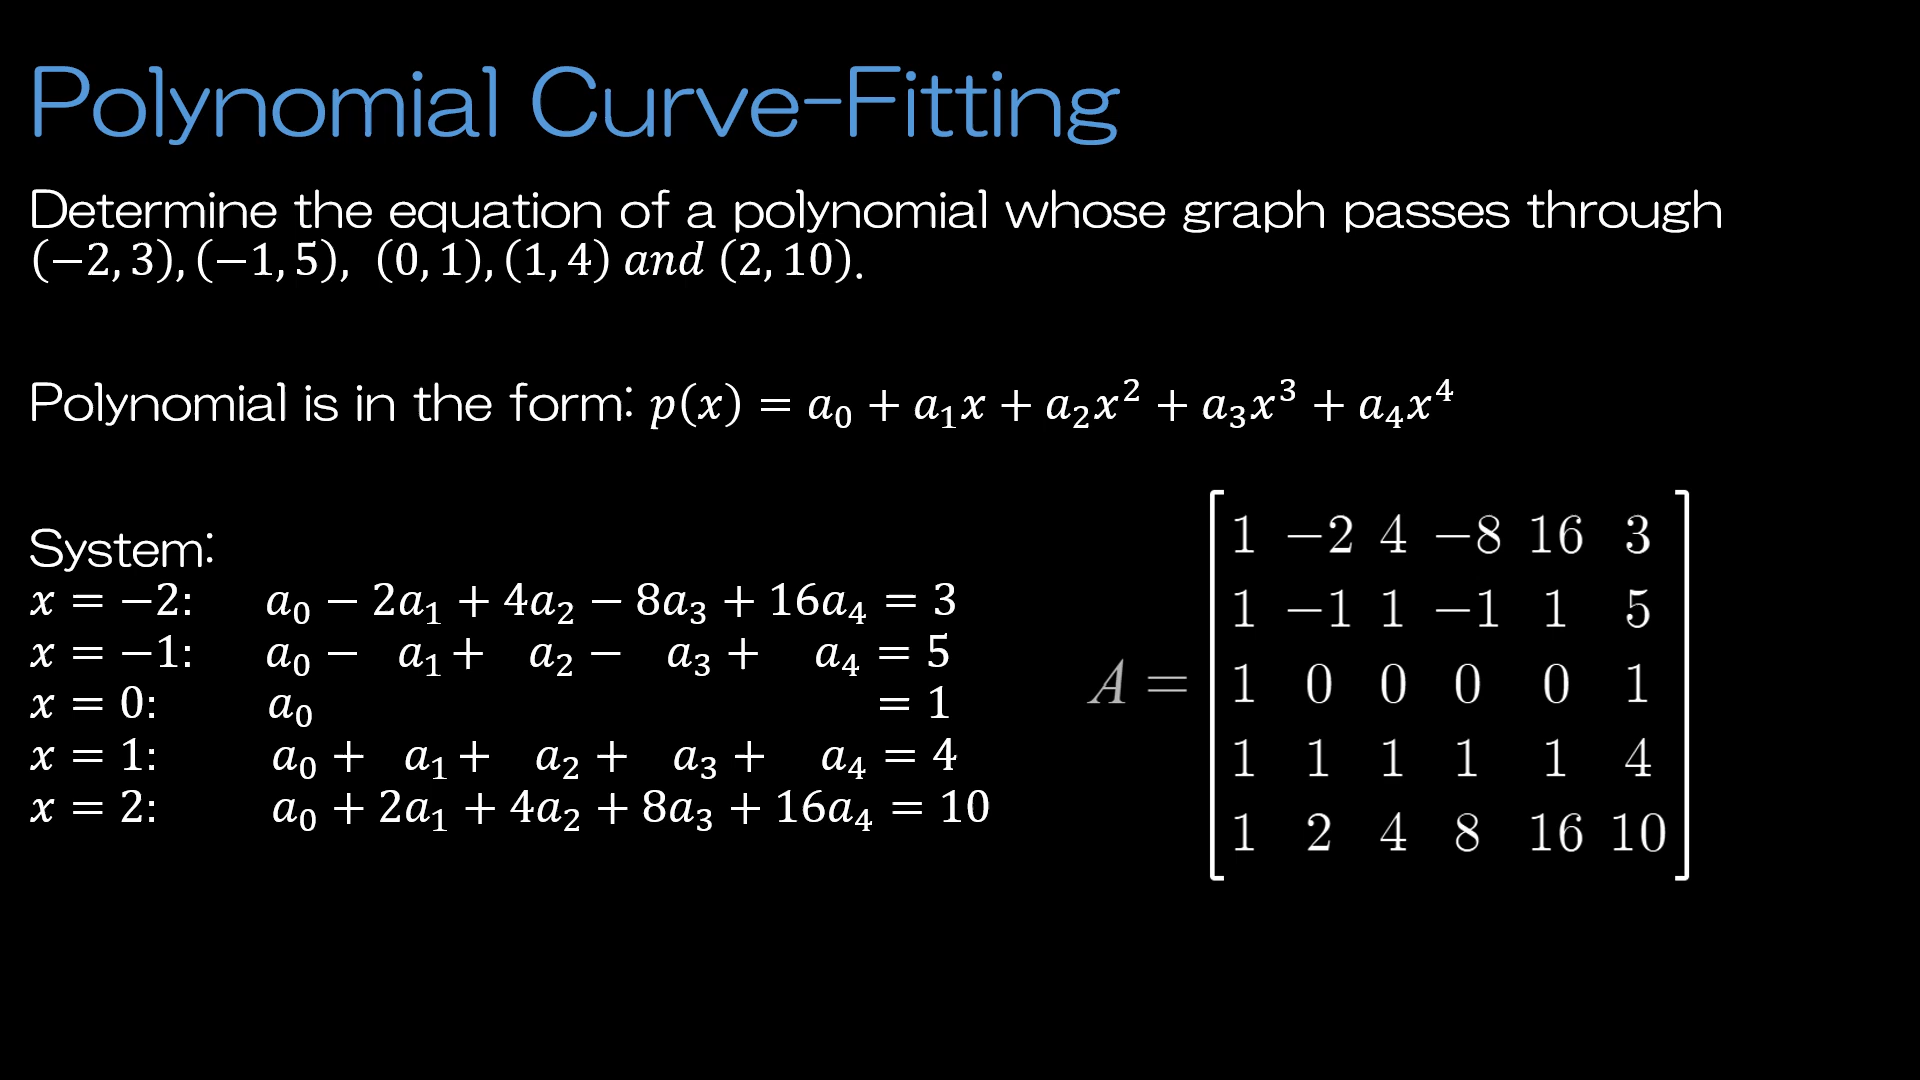 Polynomial Curve-Fitting
Determine the equation of a polynomial whose graph passes through
(−2, 3), (−1, 5), (0, 1), (1, 4) and (2, 10).
Polynomial is in the form: p(x) = a₀ + a₁x + a₂x² + a₃x³ + a₄x⁴
System:
x = −2: a₀ − 2a₁ + 4a₂ − 8a₃ + 16a₄ = 3
x = −1: a₀ − a₁ + a₂ − a₃ + a₄ = 5
x = 0: a₀ = 1
x = 1: a₀ + a₁ + a₂ + a₃ + a₄ = 4
x = 2: a₀ + 2a₁ + 4a₂ + 8a₃ + 16a₄ = 10
A =
1 −2 4 −8 16 3
1 −1 1 −1 1 5
1 0 0 0 0 1
1 1 1 1 1 4
1 2 4 8 16 10